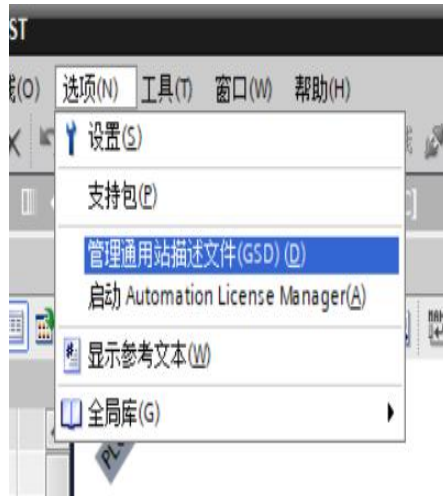 ST
(O) 选项(N) 工具(T) 窗口(W) 帮助(H)
设置(S)
支持包(P)
管理通用站描述文件(GSD) (D)
启动 Automation License Manager(A)
显示参考文本(W)
全局库(G)
PLC